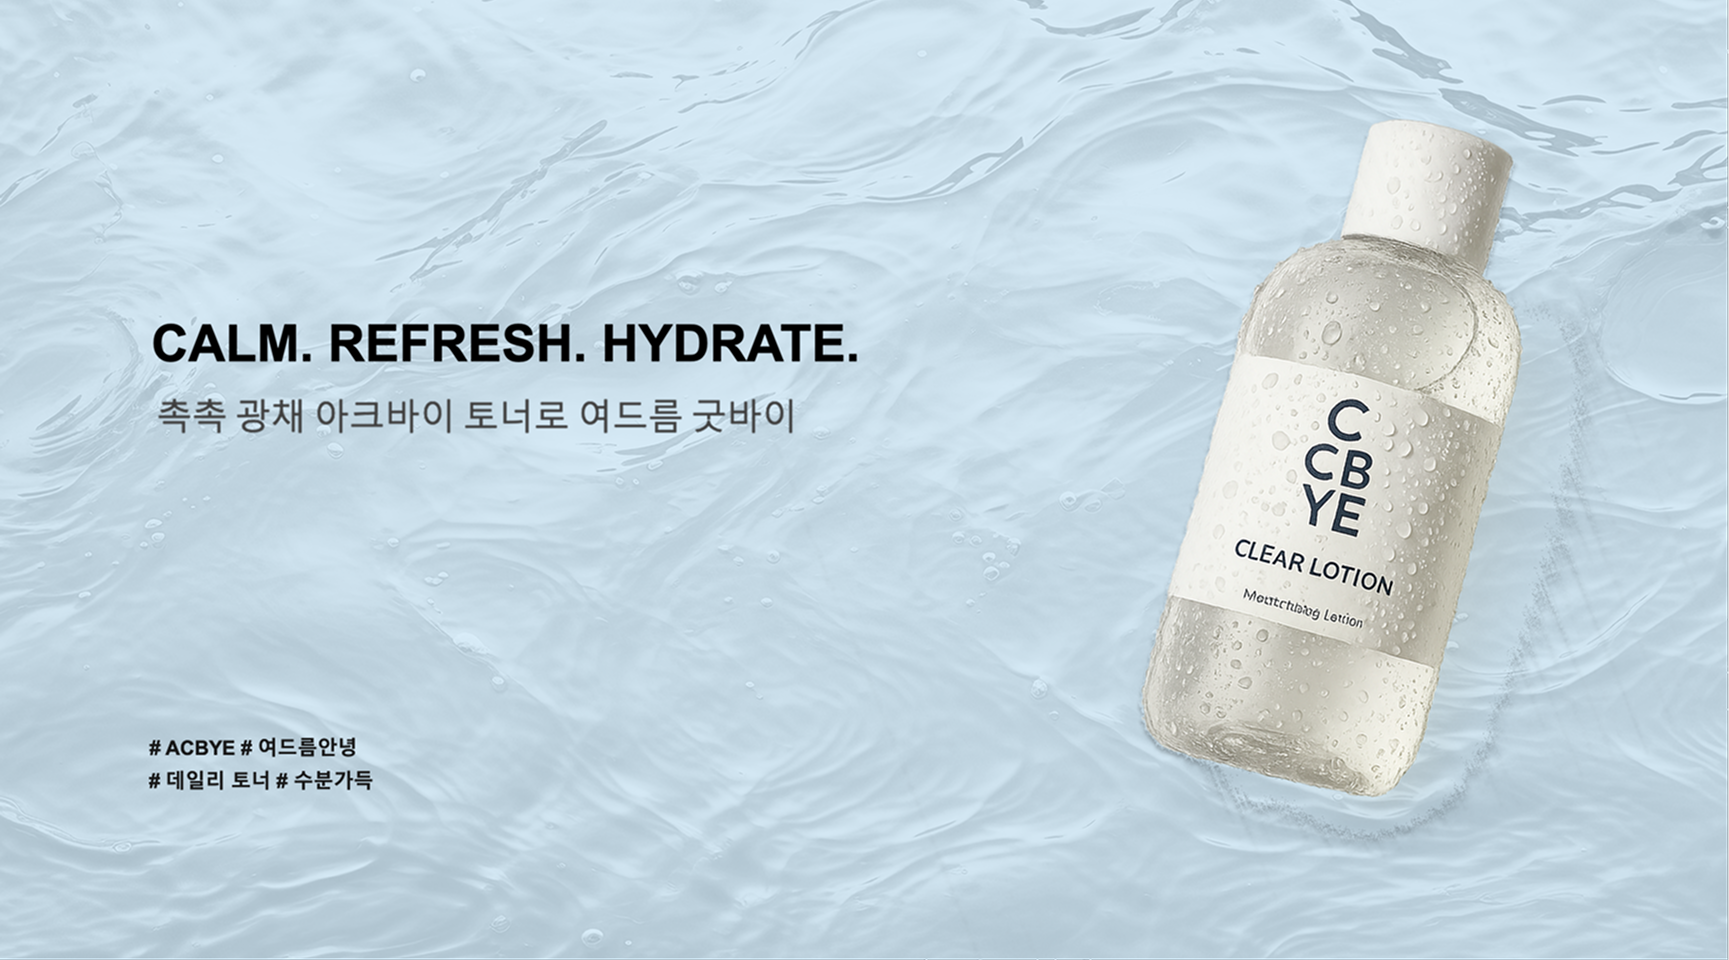 CALM. REFRESH. HYDRATE.
촉촉 광채 아크바이 토너로 여드름 굿바이
# ACBYE # 여드름안녕
# 데일리 토너 # 수분가득
C
CB
YE
CLEAR LOTION
Lotion